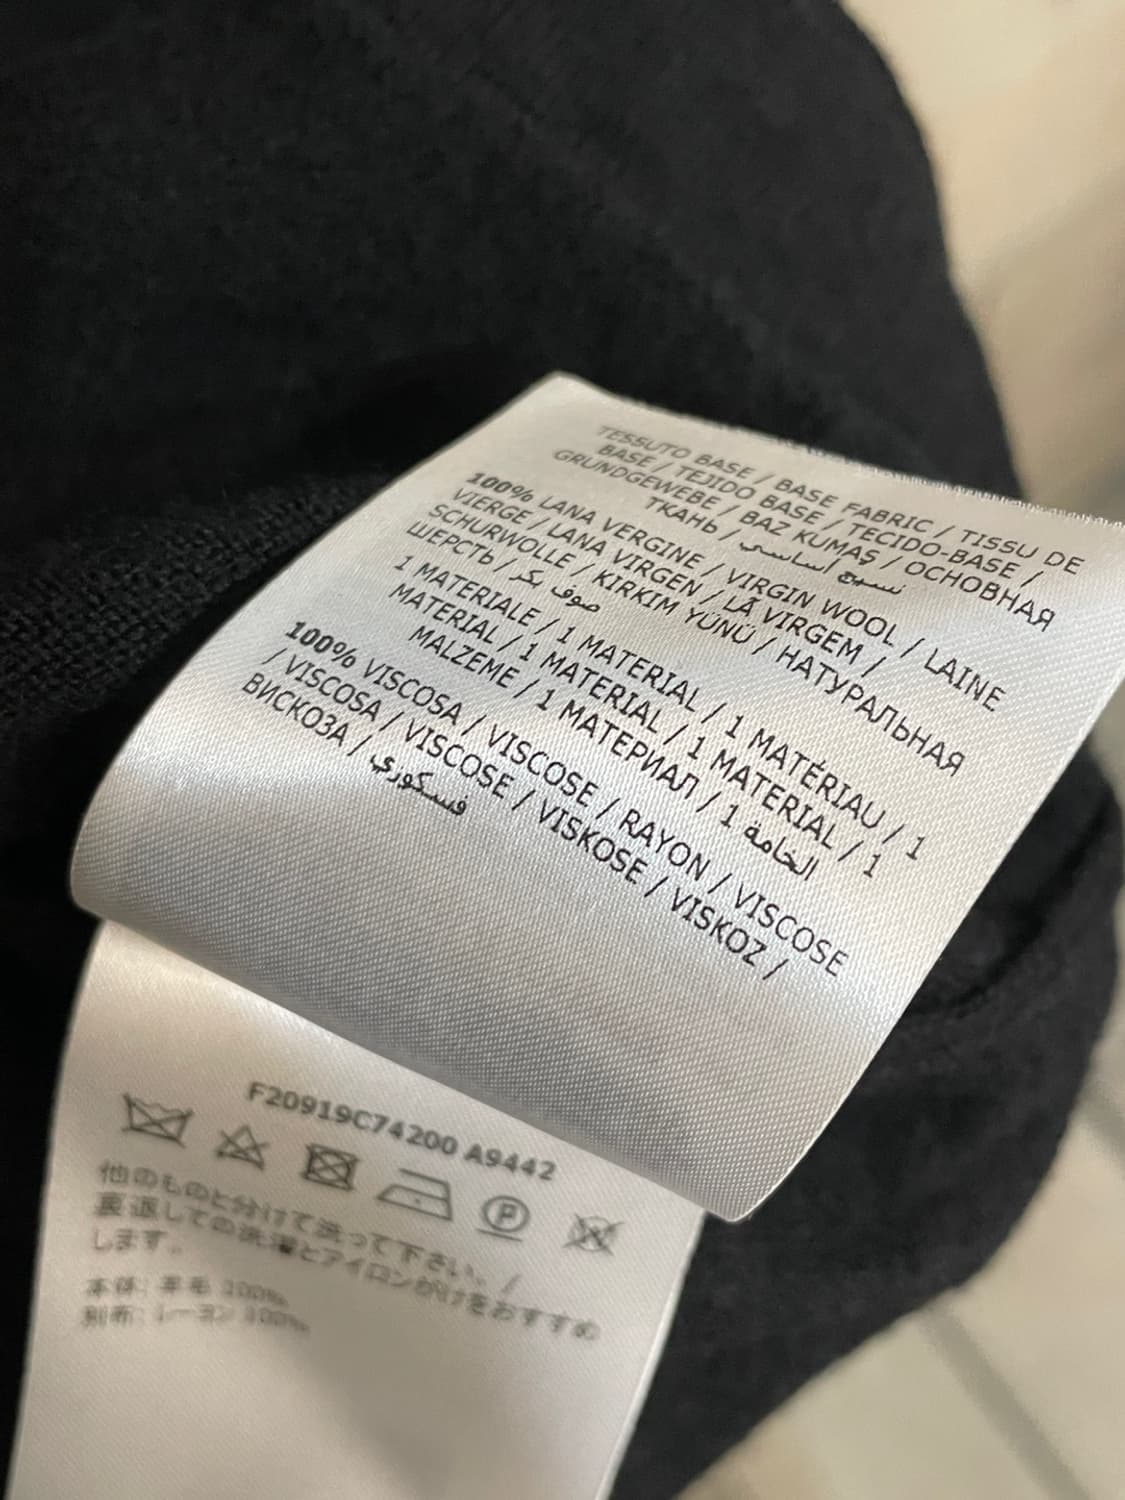 TESSUTO BASE / BASE FABRIC / TISSU DE
BASE / TEJIDO BASE / TECIDO-BASE /
GRUNDGEWEBE / BAZ KUMAŞ / ОСНОВНАЯ
ТКАНЬ / نسيج أساسي
100% LANA VERGINE / VIRGIN WOOL / LAINE
VIERGE / LANA VIRGEN / LÃ VIRGEM /
SCHURWOLLE / KIRKIM YÜNÜ / НАТУРАЛЬНАЯ
ШЕРСТЬ / صوف بكر
1 MATERIALE / 1 MATERIAL / 1 MATÉRIAU / 1
MATERIAL / 1 MATERIAL / 1 MATERIAL / 1
MALZEME / 1 МАТЕРИАЛ / 1 الخامة
100% VISCOSA / VISCOSE / RAYON / VISCOSE
/ VISCOSA / VISCOSE / VISKOSE / VISKOZ /
ВИСКОЗА / فسكوري
F20919C74200 A9442
P
他のものと分けて洗って下さい。 /
裏返しての洗濯とアイロンがけをおすすめ
します。
本体: 羊毛 100%
別布: レーヨン 100%